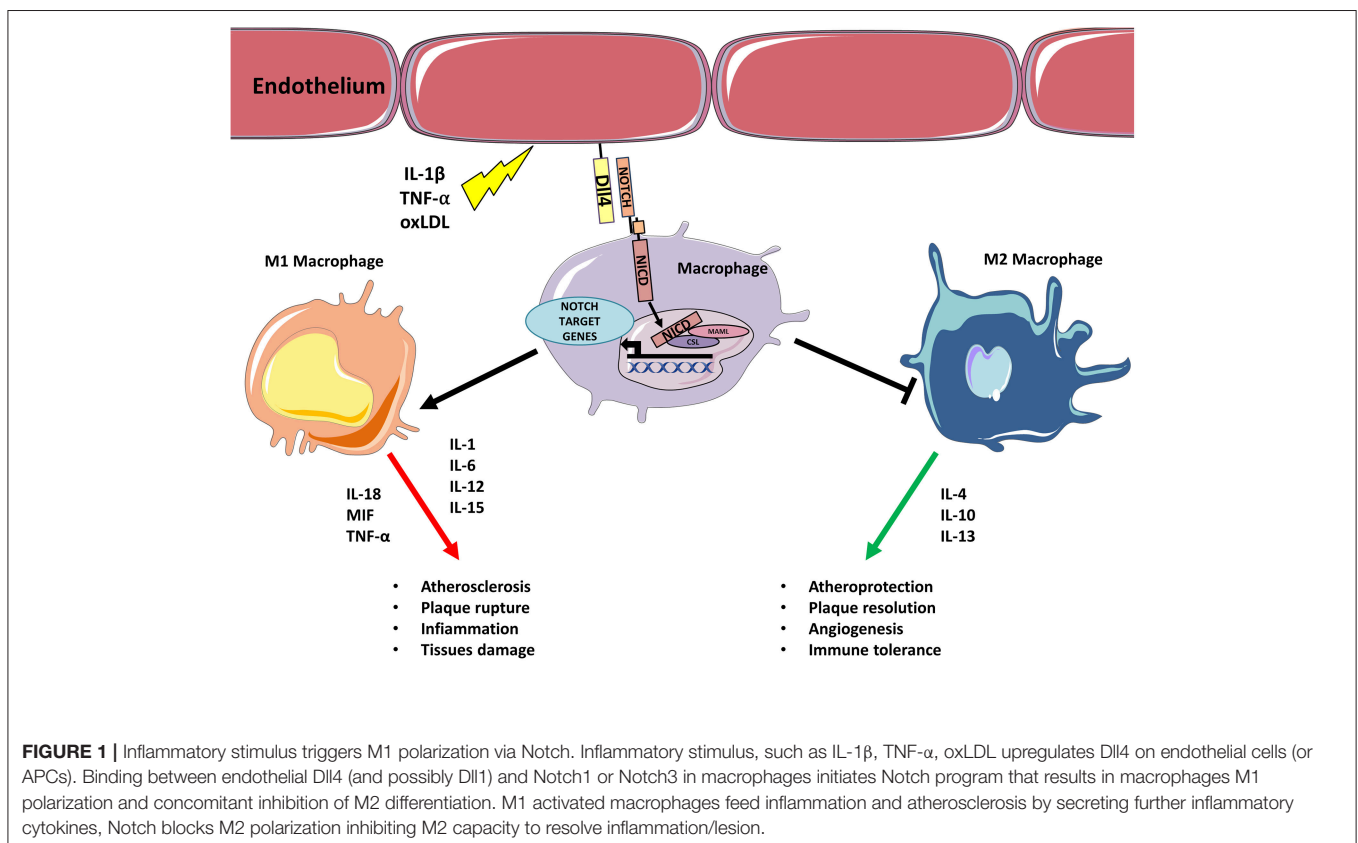 Endothelium
IL-1β
TNF-α
oxLDL
Dll4
NOTCH
NICD
M1 Macrophage
Macrophage
M2 Macrophage
NOTCH
TARGET
GENES
NICD
MAML
CSL
IL-1
IL-6
IL-12
IL-15
IL-18
MIF
TNF-α
IL-4
IL-10
IL-13
• Atherosclerosis
• Plaque rupture
• Infiammation
• Tissues damage
• Atheroprotection
• Plaque resolution
• Angiogenesis
• Immune tolerance
FIGURE 1 | Inflammatory stimulus triggers M1 polarization via Notch. Inflammatory stimulus, such as IL-1β, TNF-α, oxLDL upregulates Dll4 on endothelial cells (or
APCs). Binding between endothelial Dll4 (and possibly Dll1) and Notch1 or Notch3 in macrophages initiates Notch program that results in macrophages M1
polarization and concomitant inhibition of M2 differentiation. M1 activated macrophages feed inflammation and atherosclerosis by secreting further inflammatory
cytokines, Notch blocks M2 polarization inhibiting M2 capacity to resolve inflammation/lesion.